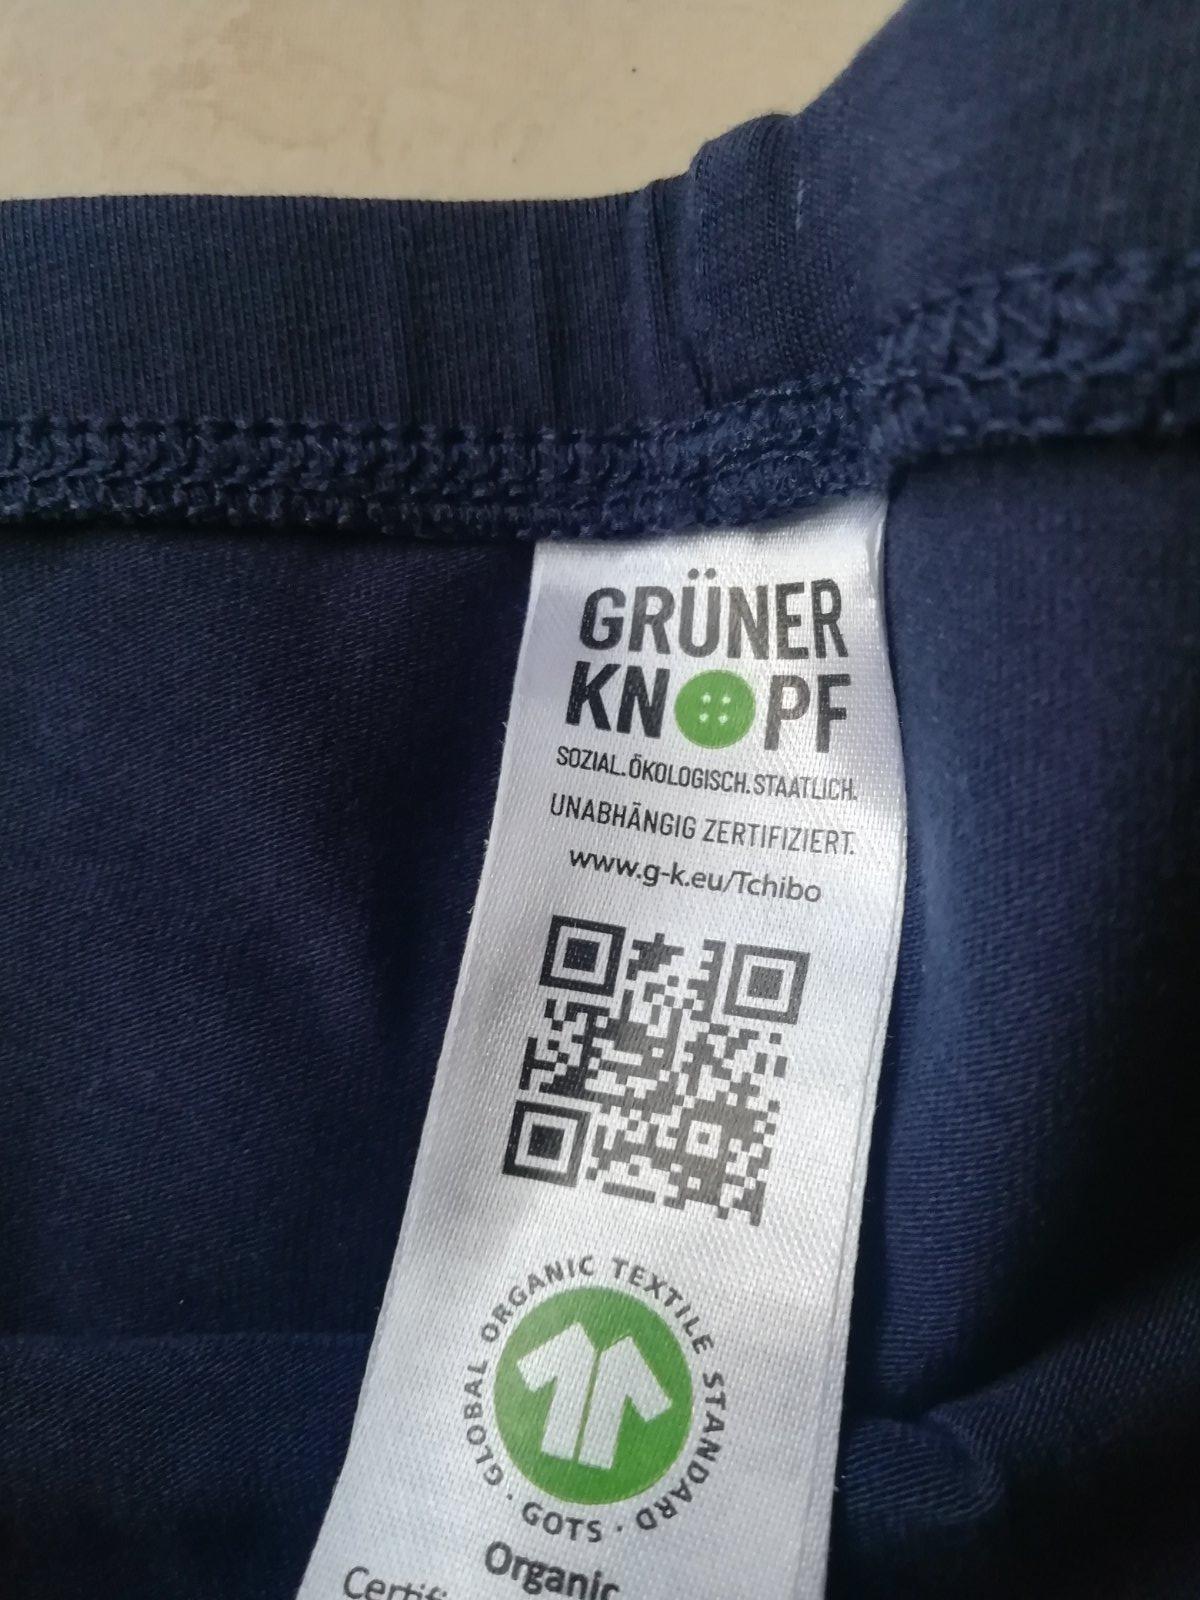 GRÜNER
KNOPF
SOZIAL. ÖKOLOGISCH. STAATLICH.
UNABHÄNGIG ZERTIFIZIERT.
www.g-k.eu/Tchibo
GLOBAL ORGANIC TEXTILE STANDARD · GOTS ·
Organic